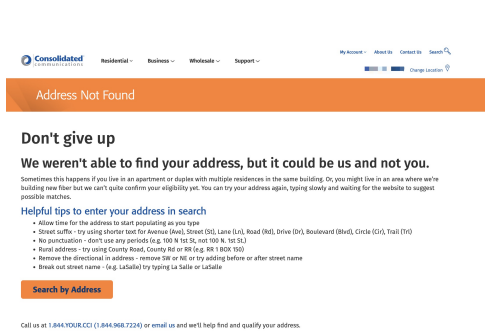 My Account
About Us
Contact Us
Search
Consolidated
communications
Residential
Business
Wholesale
Support
Change Location
Address Not Found
Don't give up
We weren't able to find your address, but it could be us and not you.
Sometimes this happens if you live in an apartment or duplex with multiple residences in the same building. Or, you might live in an area where we're
building new fiber but we can't quite confirm your eligibility yet. You can try your address again, typing slowly and waiting for the website to suggest
possible matches.
Helpful tips to enter your address in search
• Allow time for the address to start populating as you type
• Street suffix - try using shorter text for Avenue (Ave), Street (St), Lane (Ln), Road (Rd), Drive (Dr), Boulevard (Blvd), Circle (Cir), Trail (Trl)
• No punctuation - don't use any periods (e.g. 100 N 1st St, not 100 N. 1st St.)
• Rural address - try using County Road, County Rd or RR (e.g. RR 1 BOX 150)
• Remove the directional in address - remove SW or NE or try adding before or after street name
• Break out street name - (e.g. LaSalle) try typing La Salle or LaSalle
Search by Address
Call us at 1.844.YOUR.CCI (1.844.968.7224) or email us and we'll help find and qualify your address.